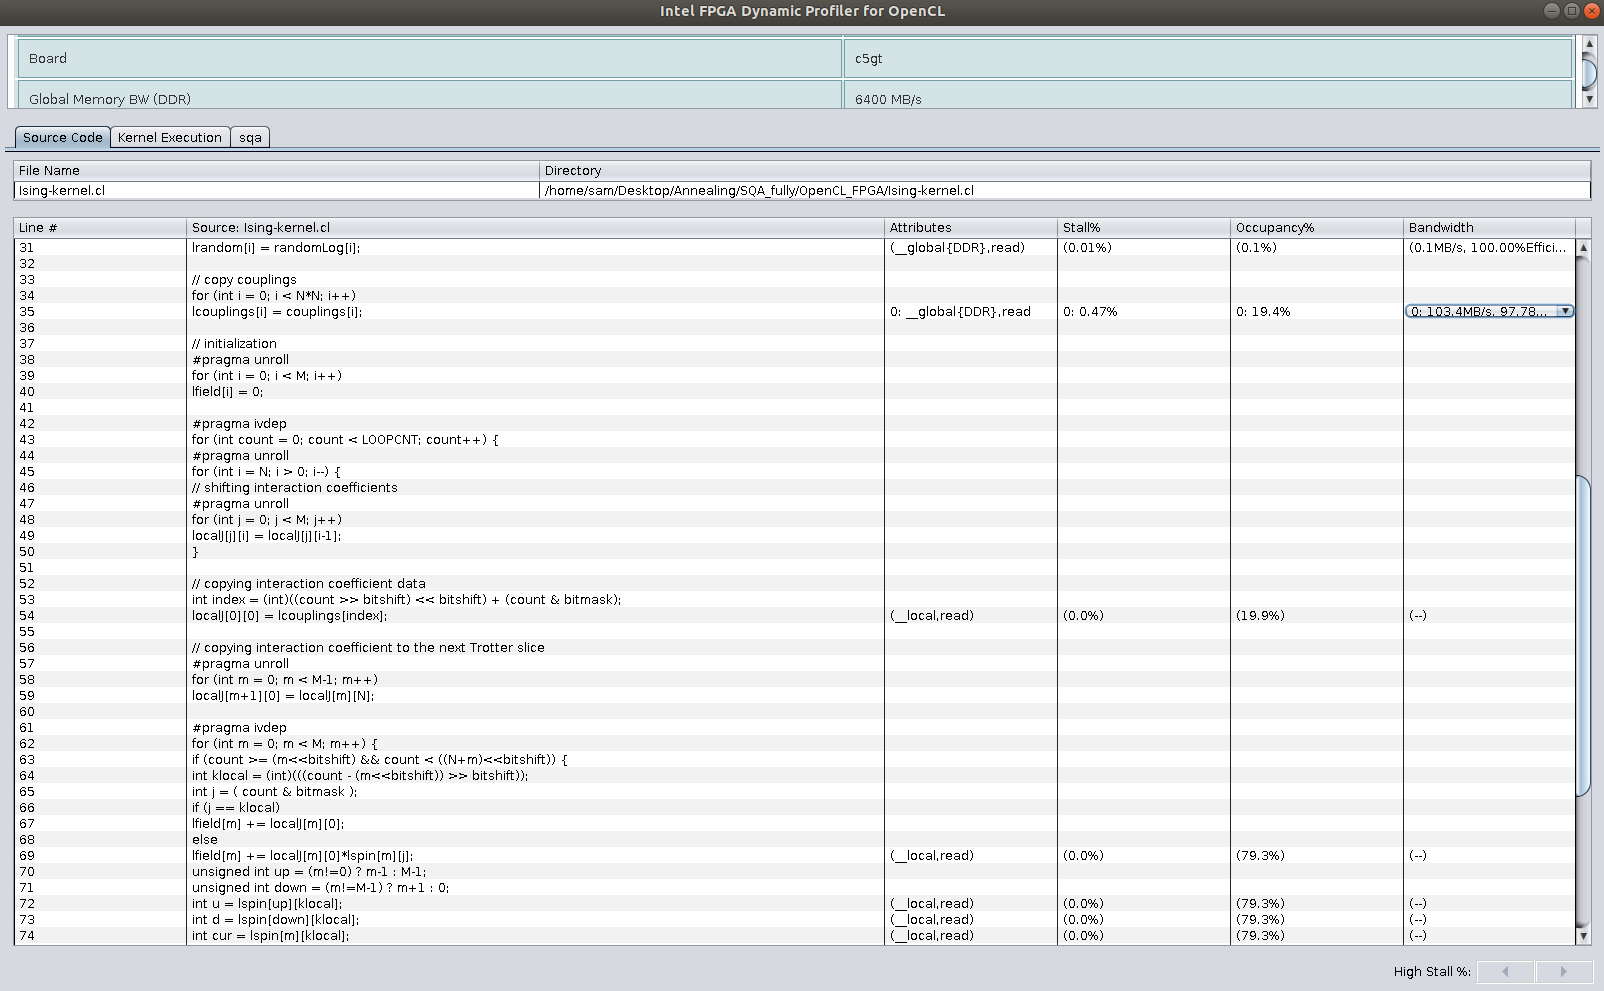 Intel FPGA Dynamic Profiler for OpenCL
Board c5gt
Global Memory BW (DDR) 6400 MB/s
Source Code Kernel Execution sqa
File Name Directory
Ising-kernel.cl /home/sam/Desktop/Annealing/SQA_fully/OpenCL_FPGA/Ising-kernel.cl
Line # Source: Ising-kernel.cl Attributes Stall% Occupancy% Bandwidth
31 lrandom[i] = randomLog[i]; (__global{DDR},read) (0.01%) (0.1%) (0.1MB/s, 100.00%Effici...
32
33 // copy couplings
34 for (int i = 0; i < N*N; i++)
35 lcouplings[i] = couplings[i]; 0: __global{DDR},read 0: 0.47% 0: 19.4% 0: 103.4MB/s, 97.78...
36
37 // initialization
38 #pragma unroll
39 for (int i = 0; i < M; i++)
40 lfield[i] = 0;
41
42 #pragma ivdep
43 for (int count = 0; count < LOOPCNT; count++) {
44 #pragma unroll
45 for (int i = N; i > 0; i--) {
46 // shifting interaction coefficients
47 #pragma unroll
48 for (int j = 0; j < M; j++)
49 localJ[j][i] = localJ[j][i-1];
50 }
51
52 // copying interaction coefficient data
53 int index = (int)((count >> bitshift) << bitshift) + (count & bitmask);
54 localJ[0][0] = lcouplings[index]; (__local,read) (0.0%) (19.9%) (--)
55
56 // copying interaction coefficient to the next Trotter slice
57 #pragma unroll
58 for (int m = 0; m < M-1; m++)
59 localJ[m+1][0] = localJ[m][N];
60
61 #pragma ivdep
62 for (int m = 0; m < M; m++) {
63 if (count >= (m<<bitshift) && count < ((N+m)<<bitshift)) {
64 int klocal = (int)(((count - (m<<bitshift)) >> bitshift));
65 int j = ( count & bitmask );
66 if (j == klocal)
67 lfield[m] += localJ[m][0];
68 else
69 lfield[m] += localJ[m][0]*lspin[m][j]; (__local,read) (0.0%) (79.3%) (--)
70 unsigned int up = (m!=0) ? m-1 : M-1;
71 unsigned int down = (m!=M-1) ? m+1 : 0;
72 int u = lspin[up][klocal]; (__local,read) (0.0%) (79.3%) (--)
73 int d = lspin[down][klocal]; (__local,read) (0.0%) (79.3%) (--)
74 int cur = lspin[m][klocal]; (__local,read) (0.0%) (79.3%) (--)
High Stall %: